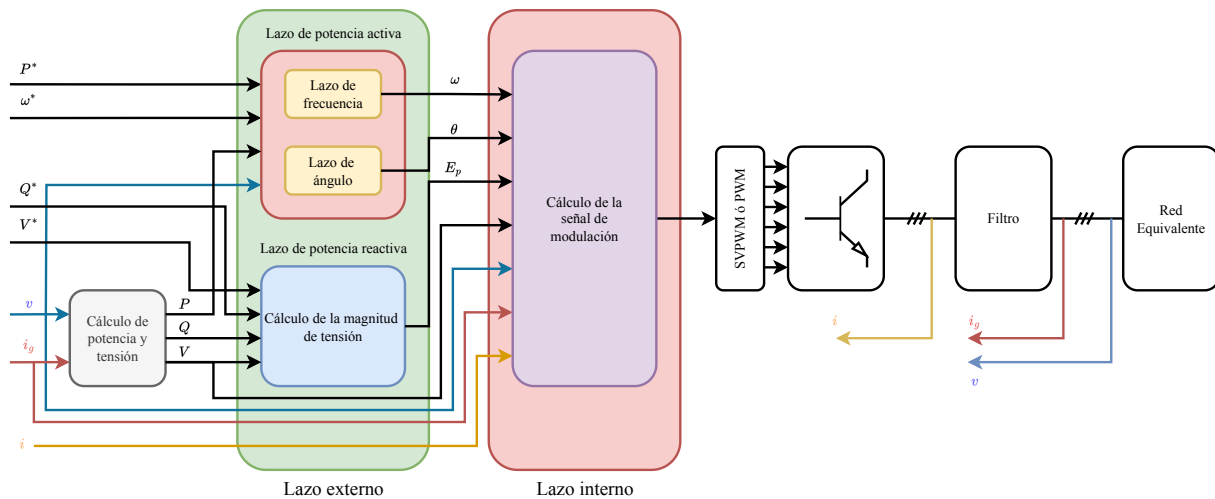 Lazo de potencia activa
P*
ω*
Lazo de
frecuencia
ω
Lazo de
ángulo
θ
E_p
Q*
V*
Lazo de potencia reactiva
Cálculo de la magnitud
de tensión
v
i_g
Cálculo de
potencia y
tensión
P
Q
V
i
Lazo externo
Cálculo de la
señal de
modulación
Lazo interno
SVPWM ó PWM
Filtro
Red
Equivalente
i
i_g
v